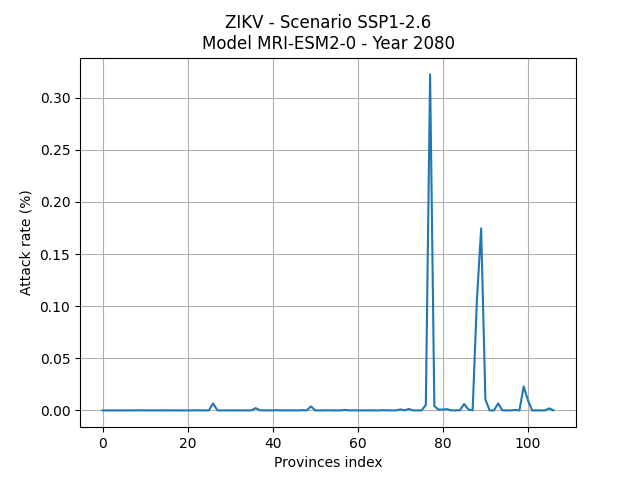 ZIKV - Scenario SSP1-2.6
Model MRI-ESM2-0 - Year 2080
0.30
0.25
0.20
0.15
0.10
0.05
0.00
Attack rate (%)
0 20 40 60 80 100
Provinces index